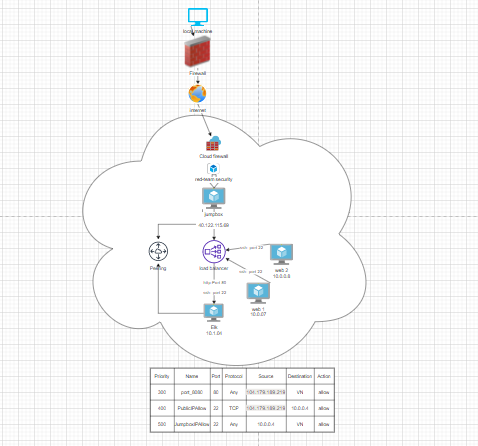 local machine
Firewall
internet
Cloud firewall
red-team security
jumpbox
40.122.115.69
Peering
load balancer
ssh port 22
web 2
10.0.0.8
ssh port 22
web 1
10.0.07
http Port 80
ssh port 22
Elk
10.1.04
Priority Name Port Protocol Source Destination Action
300 port_8080 80 Any 104.179.189.219 VN allow
400 PublicIPAllow 22 TCP 104.179.189.219 10.0.0.4 allow
500 JumpboxIPAllow 22 Any 10.0.0.4 VN allow